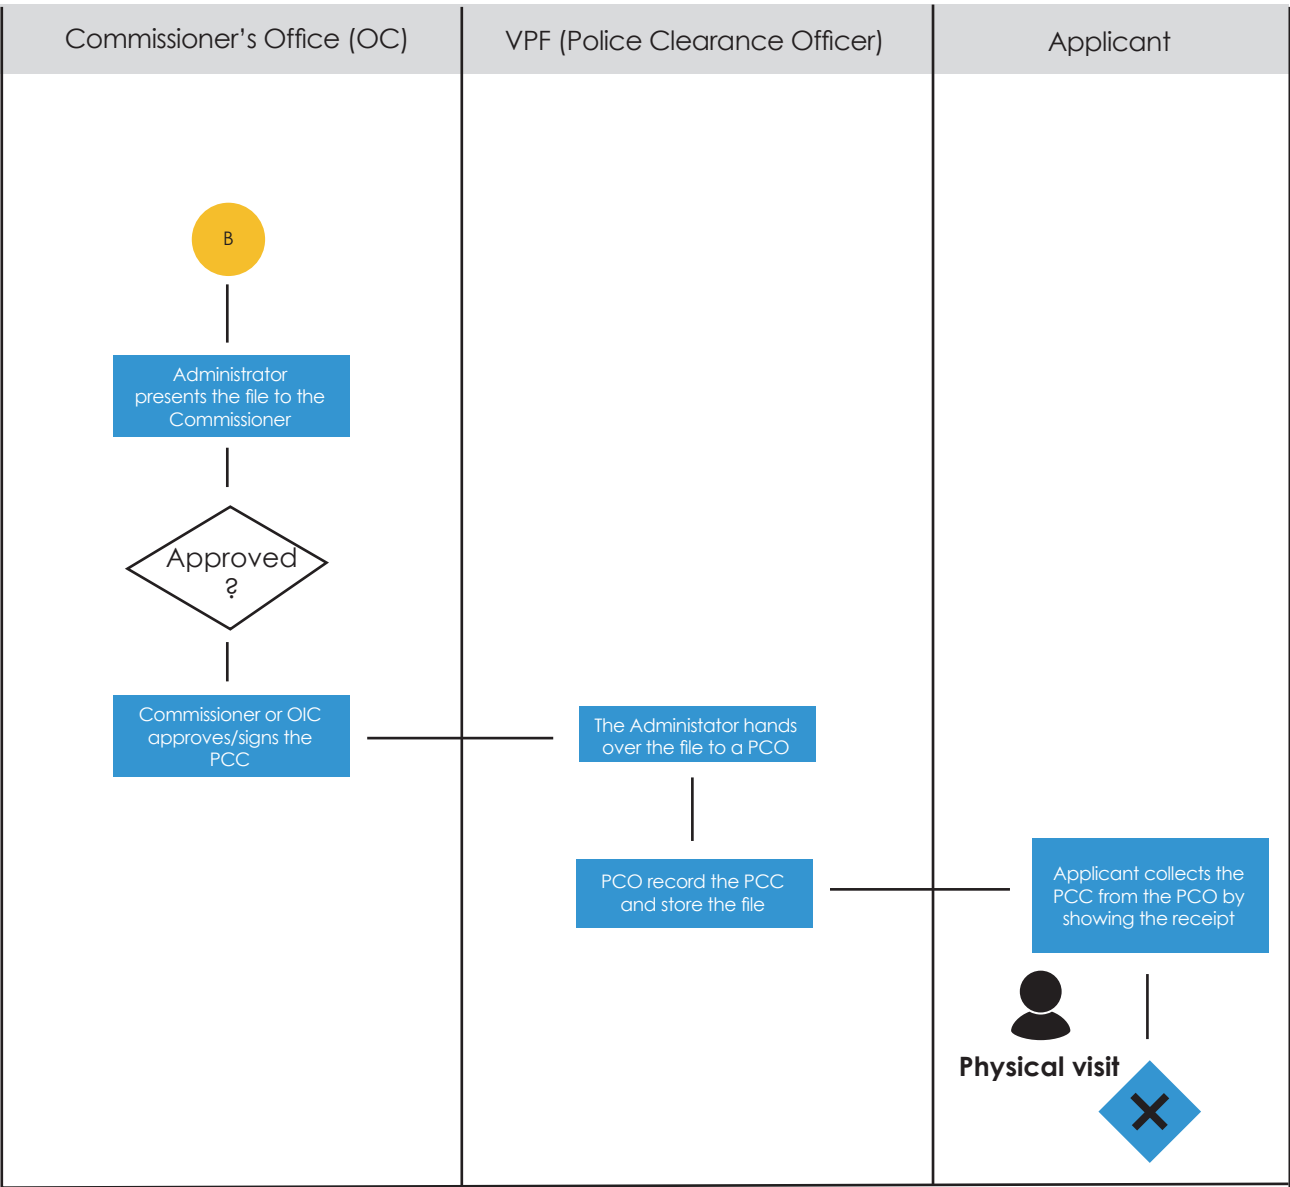 Commissioner's Office (OC)
VPF (Police Clearance Officer)
Applicant
B
Administrator
presents the file to the
Commissioner
Approved
?
Commissioner or OIC
approves/signs the
PCC
The Administator hands
over the file to a PCO
PCO record the PCC
and store the file
Applicant collects the
PCC from the PCO by
showing the receipt
Physical visit